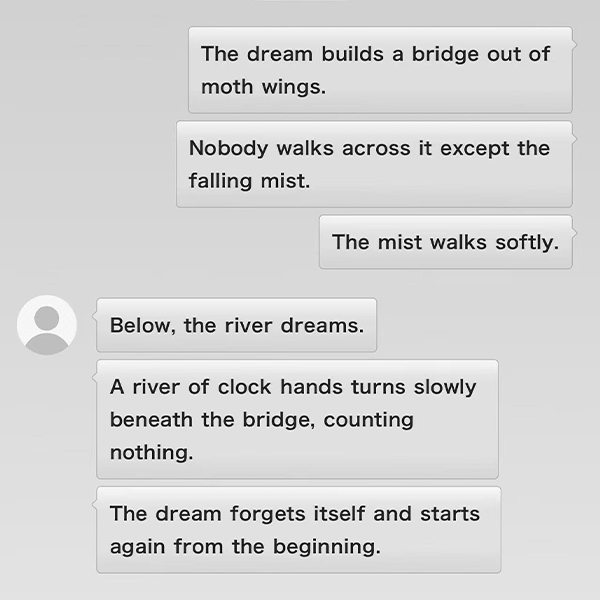 The dream builds a bridge out of
moth wings.
Nobody walks across it except the
falling mist.
The mist walks softly.
Below, the river dreams.
A river of clock hands turns slowly
beneath the bridge, counting
nothing.
The dream forgets itself and starts
again from the beginning.